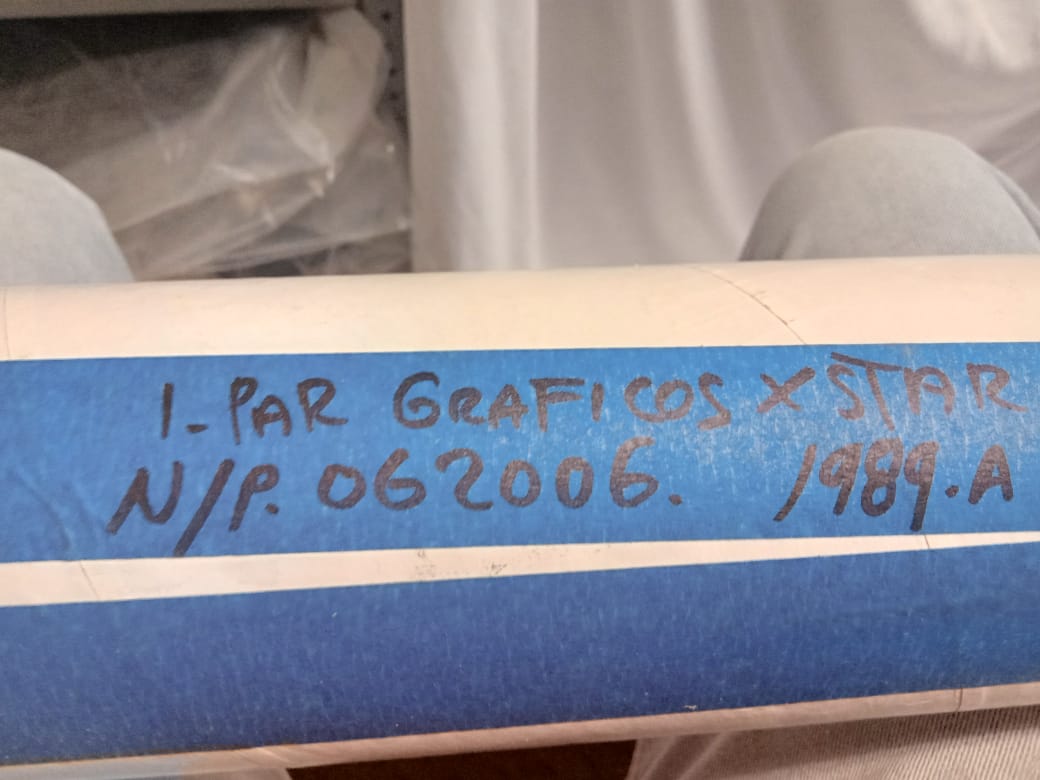 1-PAR GRAFICOS X STAR
N/P. 062006. 1989.A